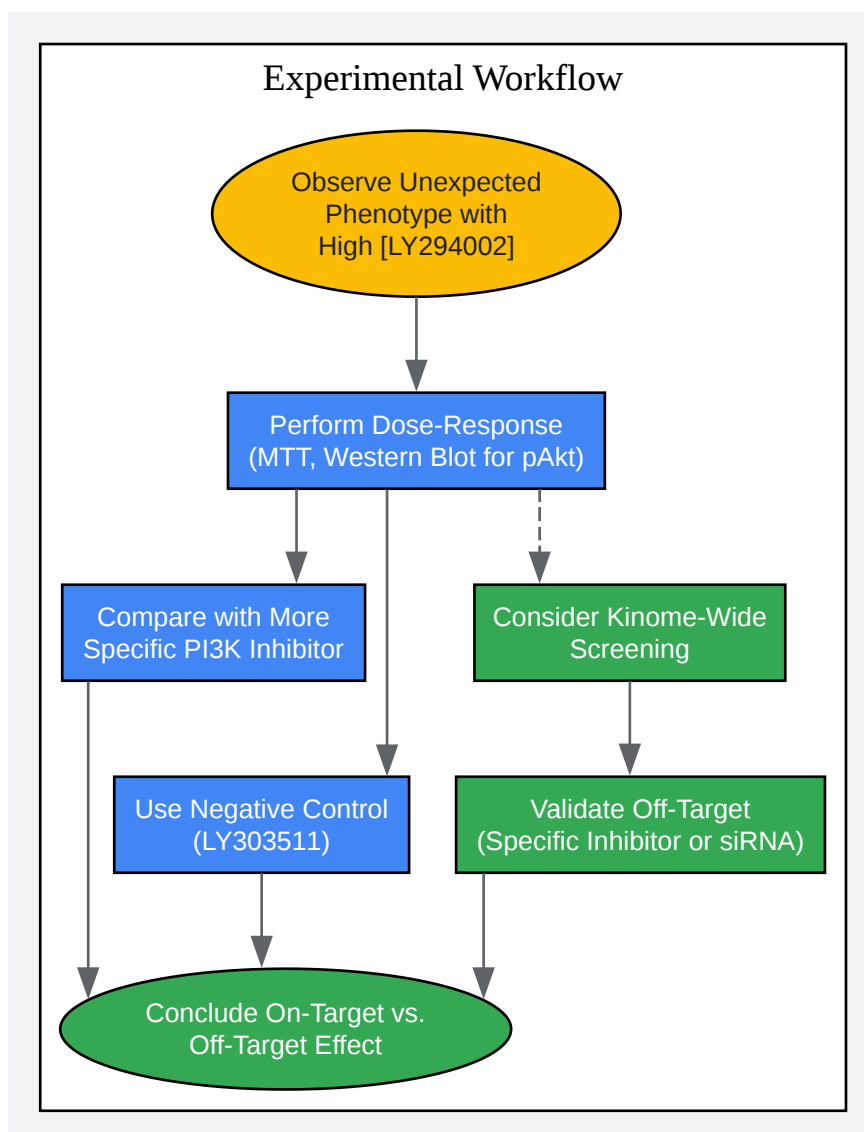 Experimental Workflow
Observe Unexpected
Phenotype with
High [LY294002]
Perform Dose-Response
(MTT, Western Blot for pAkt)
Compare with More
Specific PI3K Inhibitor
Consider Kinome-Wide
Screening
Use Negative Control
(LY303511)
Validate Off-Target
(Specific Inhibitor or siRNA)
Conclude On-Target vs.
Off-Target Effect